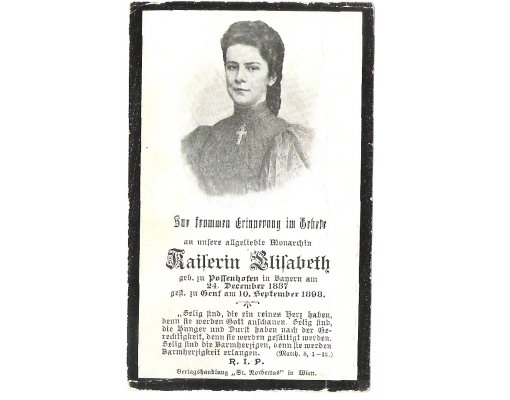 Zur frommen Erinnerung im Gebete
an unsere allgeliebte Monarchin
Kaiserin Elisabeth
geb. zu Possenhofen in Bayern am
24. December 1837
gest. zu Genf am 10. September 1898.
„Selig sind, die ein reines Herz haben,
denn sie werden Gott anschauen. Selig sind,
die Hunger und Durst haben nach der Ge-
rechtigkeit, denn sie werden gesättigt werden.
Selig sind die Barmherzigen, denn sie werden
Barmherzigkeit erlangen. (Matth. 5, 1-12.)
R. I. P.
Verlagshandlung „St. Norbertus" in Wien.